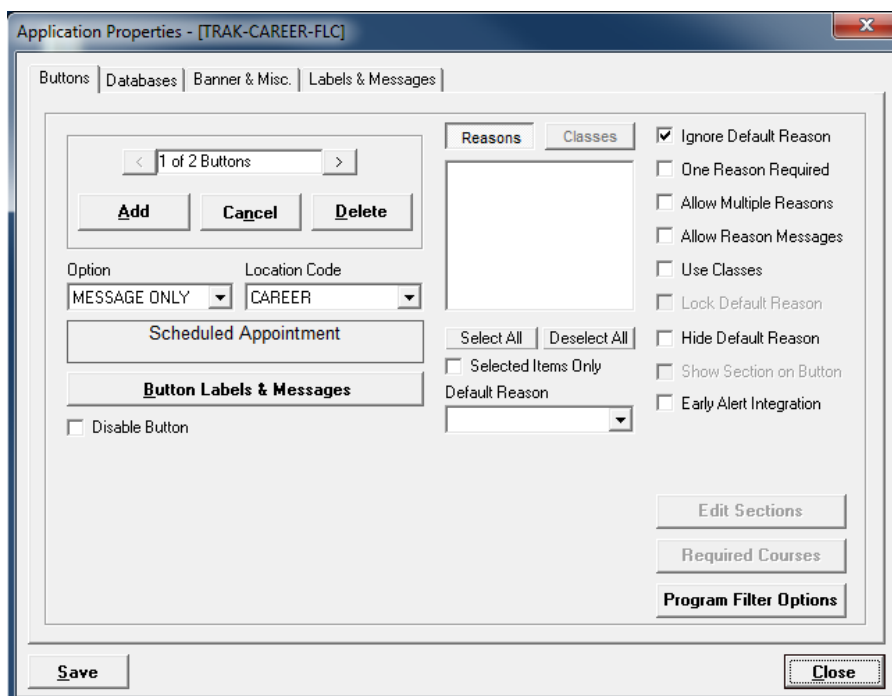 Application Properties - [TRAK-CAREER-FLC]
Buttons Databases Banner & Misc. Labels & Messages
< 1 of 2 Buttons >
Add Cancel Delete
Option Location Code
MESSAGE ONLY CAREER
Scheduled Appointment
Button Labels & Messages
Disable Button
Reasons Classes
Select All Deselect All
Selected Items Only
Default Reason
Ignore Default Reason
One Reason Required
Allow Multiple Reasons
Allow Reason Messages
Use Classes
Lock Default Reason
Hide Default Reason
Show Section on Button
Early Alert Integration
Edit Sections
Required Courses
Program Filter Options
Save Close